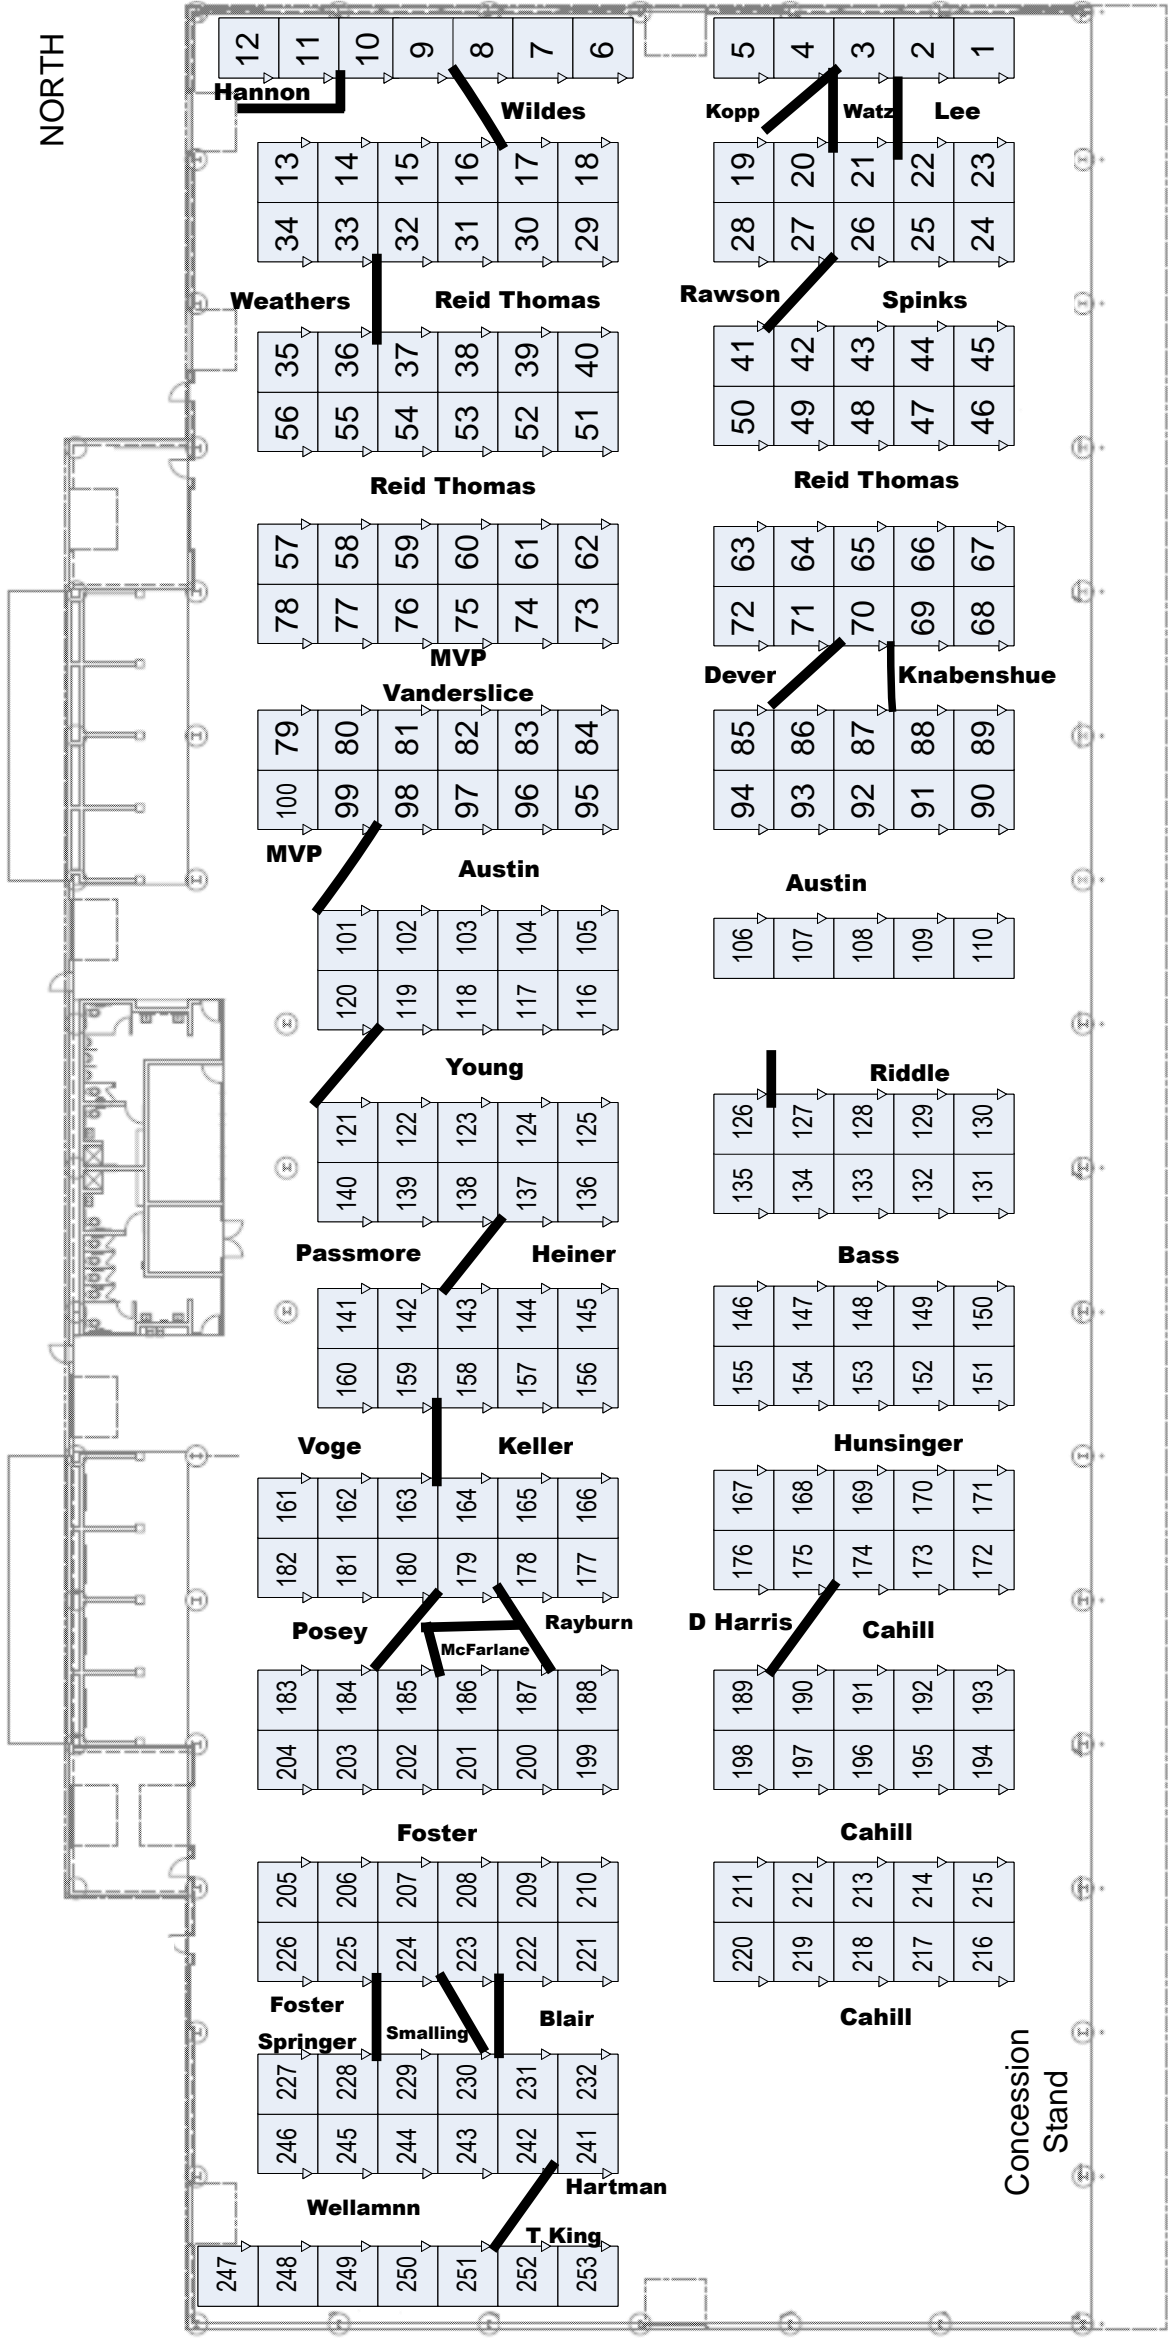 NORTH
12 11 10 9 8 7 6 5 4 3 2 1
Hannon Wildes Kopp Watz Lee
13 14 15 16 17 18 19 20 21 22 23
34 33 32 31 30 29 28 27 26 25 24
Weathers Reid Thomas Rawson Spinks
35 36 37 38 39 40 41 42 43 44 45
56 55 54 53 52 51 50 49 48 47 46
Reid Thomas Reid Thomas
57 58 59 60 61 62 63 64 65 66 67
78 77 76 75 74 73 72 71 70 69 68
MVP Dever Knabenshue
Vanderslice
79 80 81 82 83 84 85 86 87 88 89
100 99 98 97 96 95 94 93 92 91 90
MVP Austin Austin
101 102 103 104 105 106 107 108 109 110
120 119 118 117 116
Young Riddle
121 122 123 124 125 126 127 128 129 130
140 139 138 137 136 135 134 133 132 131
Passmore Heiner Bass
141 142 143 144 145 146 147 148 149 150
160 159 158 157 156 155 154 153 152 151
Voge Keller Hunsinger
161 162 163 164 165 166 167 168 169 170 171
182 181 180 179 178 177 176 175 174 173 172
Posey McFarlane Rayburn D Harris Cahill
183 184 185 186 187 188 189 190 191 192 193
204 203 202 201 200 199 198 197 196 195 194
Foster Cahill
205 206 207 208 209 210 211 212 213 214 215
226 225 224 223 222 221 220 219 218 217 216
Foster Smalling Blair Cahill
Springer
227 228 229 230 231 232
246 245 244 243 242 241
Wellamnn Hartman
T King
247 248 249 250 251 252 253
Concession
Stand